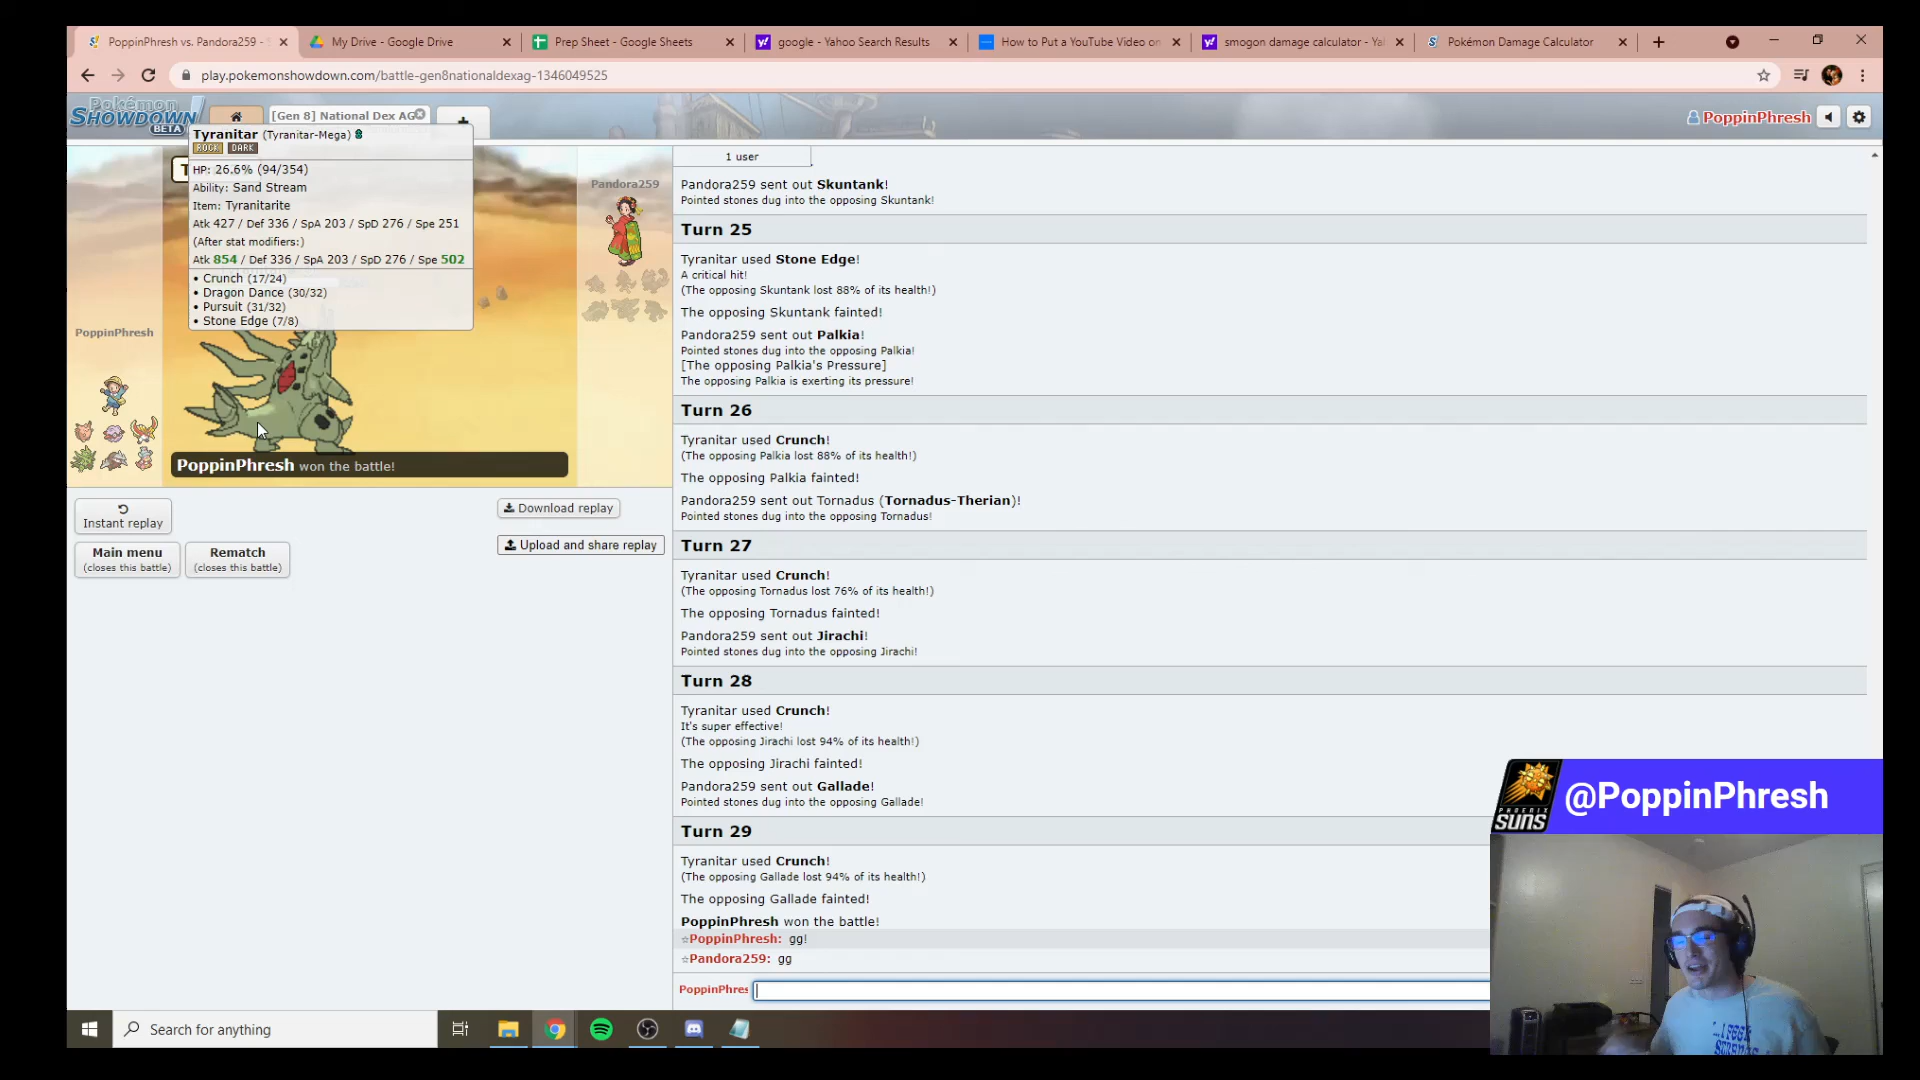 PoppinPhresh vs. Pandora259 - S
My Drive - Google Drive
Prep Sheet - Google Sheets
google - Yahoo Search Results
How to Put a YouTube Video on
smogon damage calculator - Yah
Pokémon Damage Calculator
play.pokemonshowdown.com/battle-gen8nationaldexag-1346049525
Pokémon
SHOWDOWN
BETA
[Gen 8] National Dex AG
PoppinPhresh
Tyranitar (Tyranitar-Mega)
ROCK DARK
HP: 26.6% (94/354)
Ability: Sand Stream
Item: Tyranitarite
Atk 427 / Def 336 / SpA 203 / SpD 276 / Spe 251
(After stat modifiers:)
Atk 854 / Def 336 / SpA 203 / SpD 276 / Spe 502
• Crunch (17/24)
• Dragon Dance (30/32)
• Pursuit (31/32)
• Stone Edge (7/8)
T
Pandora259
PoppinPhresh
PoppinPhresh won the battle!
Instant replay
Download replay
Upload and share replay
Main menu
(closes this battle)
Rematch
(closes this battle)
1 user
Pandora259 sent out Skuntank!
Pointed stones dug into the opposing Skuntank!
Turn 25
Tyranitar used Stone Edge!
A critical hit!
(The opposing Skuntank lost 88% of its health!)
The opposing Skuntank fainted!
Pandora259 sent out Palkia!
Pointed stones dug into the opposing Palkia!
[The opposing Palkia's Pressure]
The opposing Palkia is exerting its pressure!
Turn 26
Tyranitar used Crunch!
(The opposing Palkia lost 88% of its health!)
The opposing Palkia fainted!
Pandora259 sent out Tornadus (Tornadus-Therian)!
Pointed stones dug into the opposing Tornadus!
Turn 27
Tyranitar used Crunch!
(The opposing Tornadus lost 76% of its health!)
The opposing Tornadus fainted!
Pandora259 sent out Jirachi!
Pointed stones dug into the opposing Jirachi!
Turn 28
Tyranitar used Crunch!
It's super effective!
(The opposing Jirachi lost 94% of its health!)
The opposing Jirachi fainted!
Pandora259 sent out Gallade!
Pointed stones dug into the opposing Gallade!
Turn 29
Tyranitar used Crunch!
(The opposing Gallade lost 94% of its health!)
The opposing Gallade fainted!
PoppinPhresh won the battle!
☆PoppinPhresh: gg!
☆Pandora259: gg
PoppinPhres
PHOENIX
SUNS
@PoppinPhresh
Search for anything